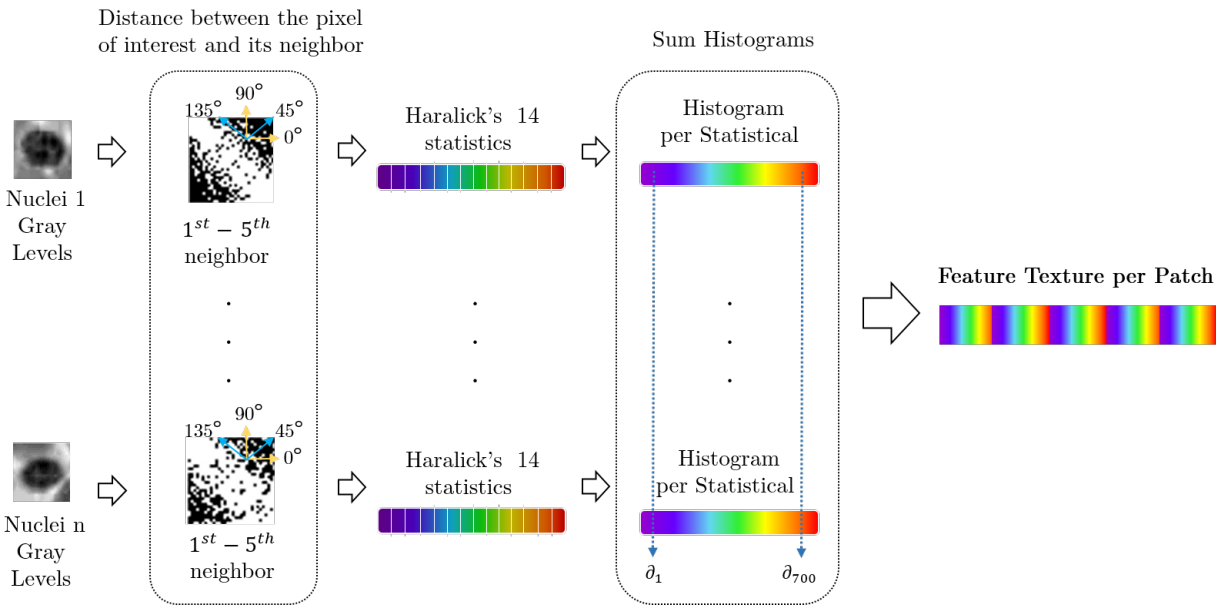 Distance between the pixel
of interest and its neighbor
Sum Histograms
90°
135°
45°
0°
Nuclei 1
Gray
Levels
1st – 5th
neighbor
Haralick's 14
statistics
Histogram
per Statistical
Feature Texture per Patch
90°
135°
45°
0°
Nuclei n
Gray
Levels
1st – 5th
neighbor
Haralick's 14
statistics
Histogram
per Statistical
∂1
∂700